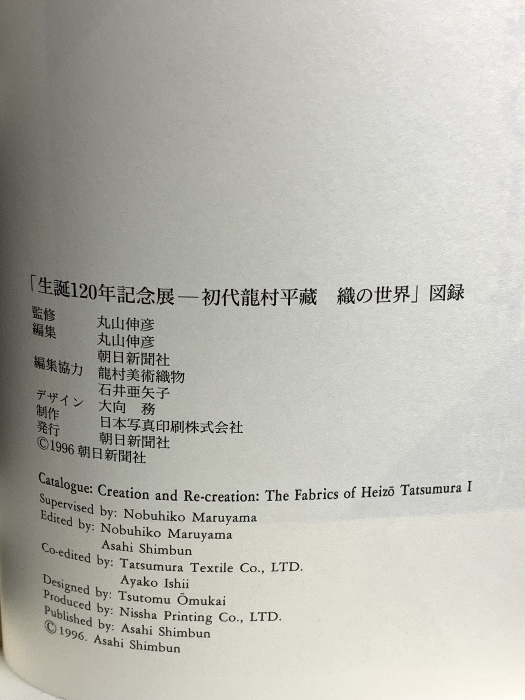 「生誕120年記念展―初代龍村平藏　織の世界」図録
監修　丸山伸彦
編集　丸山伸彦
朝日新聞社
編集協力　龍村美術織物
石井亜矢子
デザイン　大向　務
制作　日本写真印刷株式会社
発行　朝日新聞社
©1996 朝日新聞社
Catalogue: Creation and Re-creation: The Fabrics of Heizō Tatsumura I
Supervised by: Nobuhiko Maruyama
Edited by: Nobuhiko Maruyama
Asahi Shimbun
Co-edited by: Tatsumura Textile Co., LTD.
Ayako Ishii
Designed by: Tsutomu Ōmukai
Produced by: Nissha Printing Co., LTD.
Published by: Asahi Shimbun
©1996. Asahi Shimbun